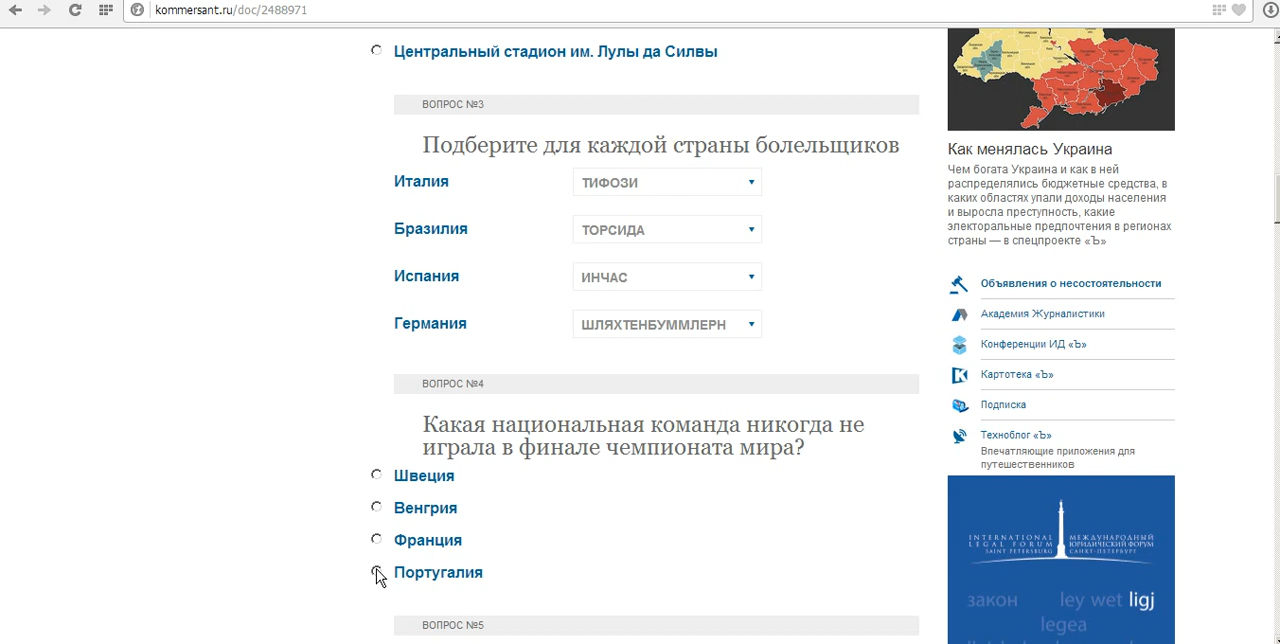 kommersant.ru/doc/2488971
Центральный стадион им. Лулы да Силвы
ВОПРОС №3
Подберите для каждой страны болельщиков
Италия
ТИФОЗИ
Бразилия
ТОРСИДА
Испания
ИНЧАС
Германия
ШЛЯХТЕНБУММЛЕРН
ВОПРОС №4
Какая национальная команда никогда не
играла в финале чемпионата мира?
Швеция
Венгрия
Франция
Португалия
ВОПРОС №5
Как менялась Украина
Чем богата Украина и как в ней
распределялись бюджетные средства, в
каких областях упали доходы населения
и выросла преступность, какие
электоральные предпочтения в регионах
страны — в спецпроекте «Ъ»
Объявления о несостоятельности
Академия Журналистики
Конференции ИД «Ъ»
Картотека «Ъ»
Подписка
Техноблог «Ъ»
Впечатляющие приложения для
путешественников
INTERNATIONAL
LEGAL FORUM
SAINT PETERSBURG
МЕЖДУНАРОДНЫЙ
ЮРИДИЧЕСКИЙ ФОРУМ
САНКТ-ПЕТЕРБУРГ
закон ley wet ligj
legea